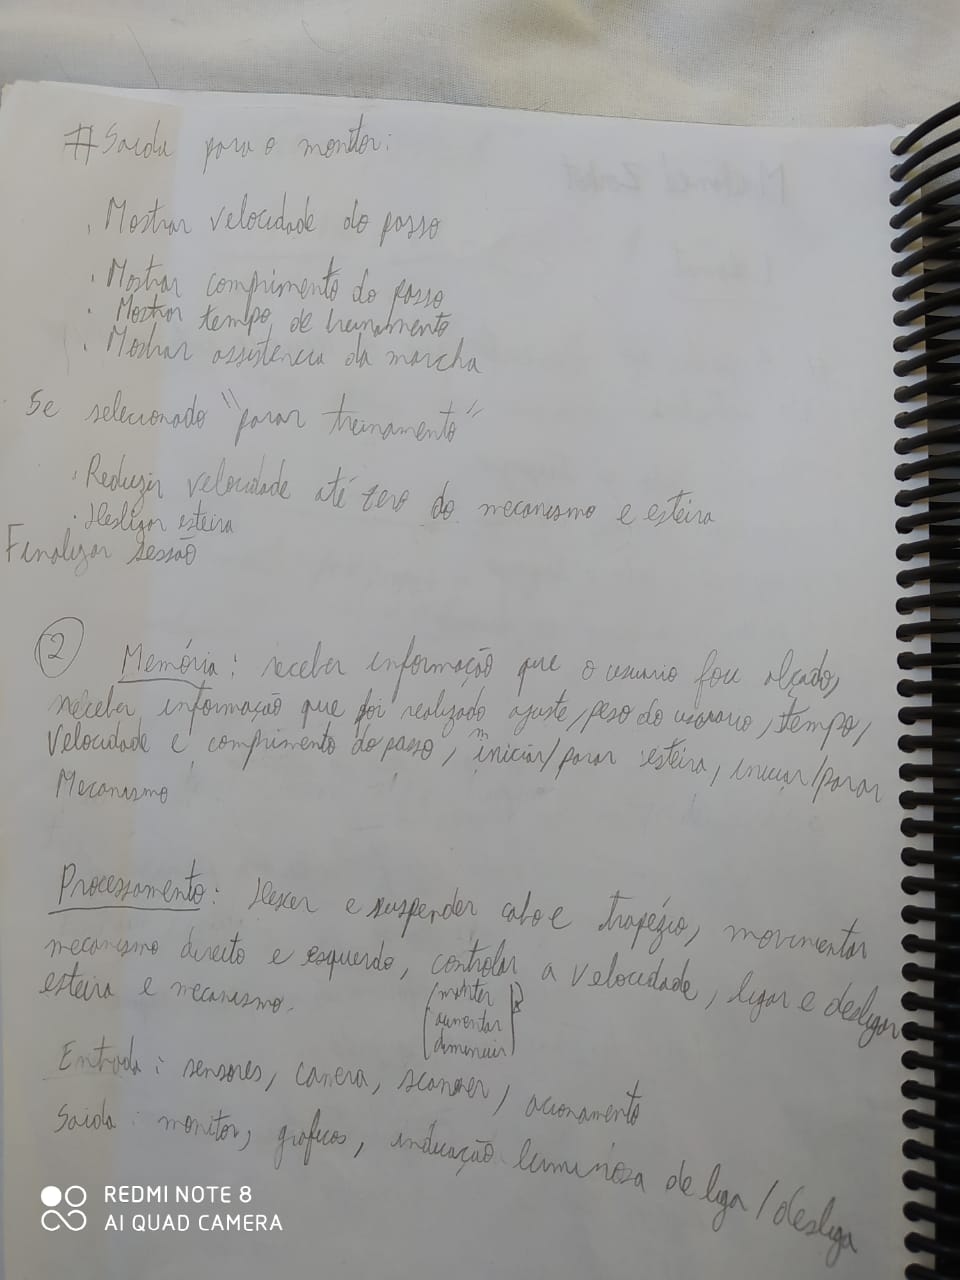 # Saida para o monitor:
. Mostrar velocidade do passo
. Mostrar comprimento do passo
. Mostrar tempo de treinamento
. Mostrar assistencia da marcha
Se selecionado "parar treinamento"
. Reduzir velocidade até zero do mecanismo e esteira
. Desligar esteira
Finalizar sessão
2 Memória: receber informação que o usuario foi alçado,
receber informação que foi realizado ajuste, peso do usuario, tempo,
velocidade e comprimento do passo, iniciar/parar esteira, iniciar/parar
Mecanismo
Processamento: Descer e suspender cabo e trapézio, movimentar
mecanismo direito e esquerdo, controlar a velocidade, ligar e desligar
esteira e mecanismo.
(manter
aumentar
diminuir)
Entrada: sensores, camera, scanner, acionamento
Saida: monitor, graficos, indicação luminosa de liga/desliga
REDMI NOTE 8
AI QUAD CAMERA